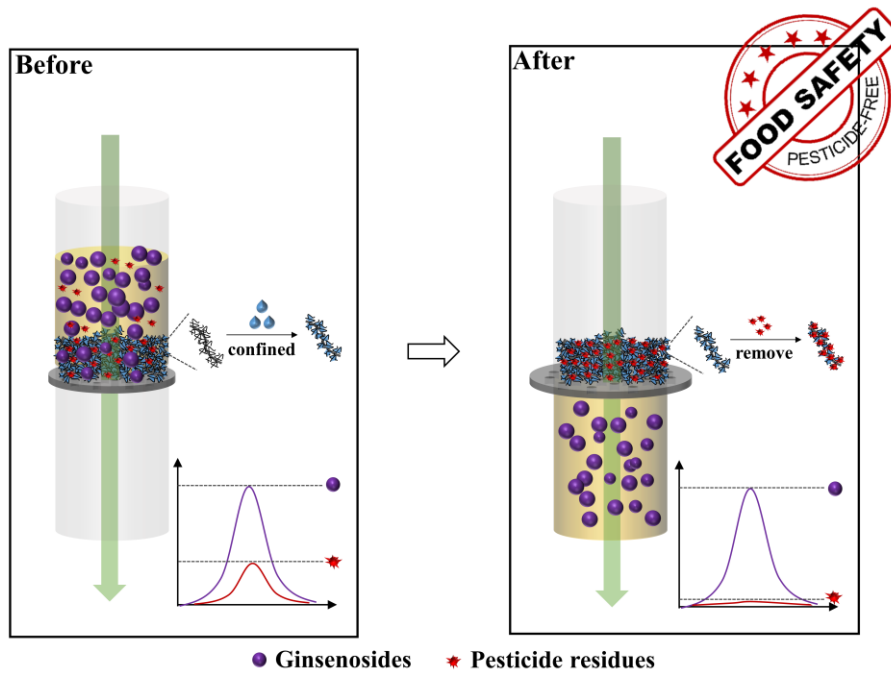 Before
After
FOOD SAFETY
PESTICIDE-FREE
confined
remove
Ginsenosides
Pesticide residues